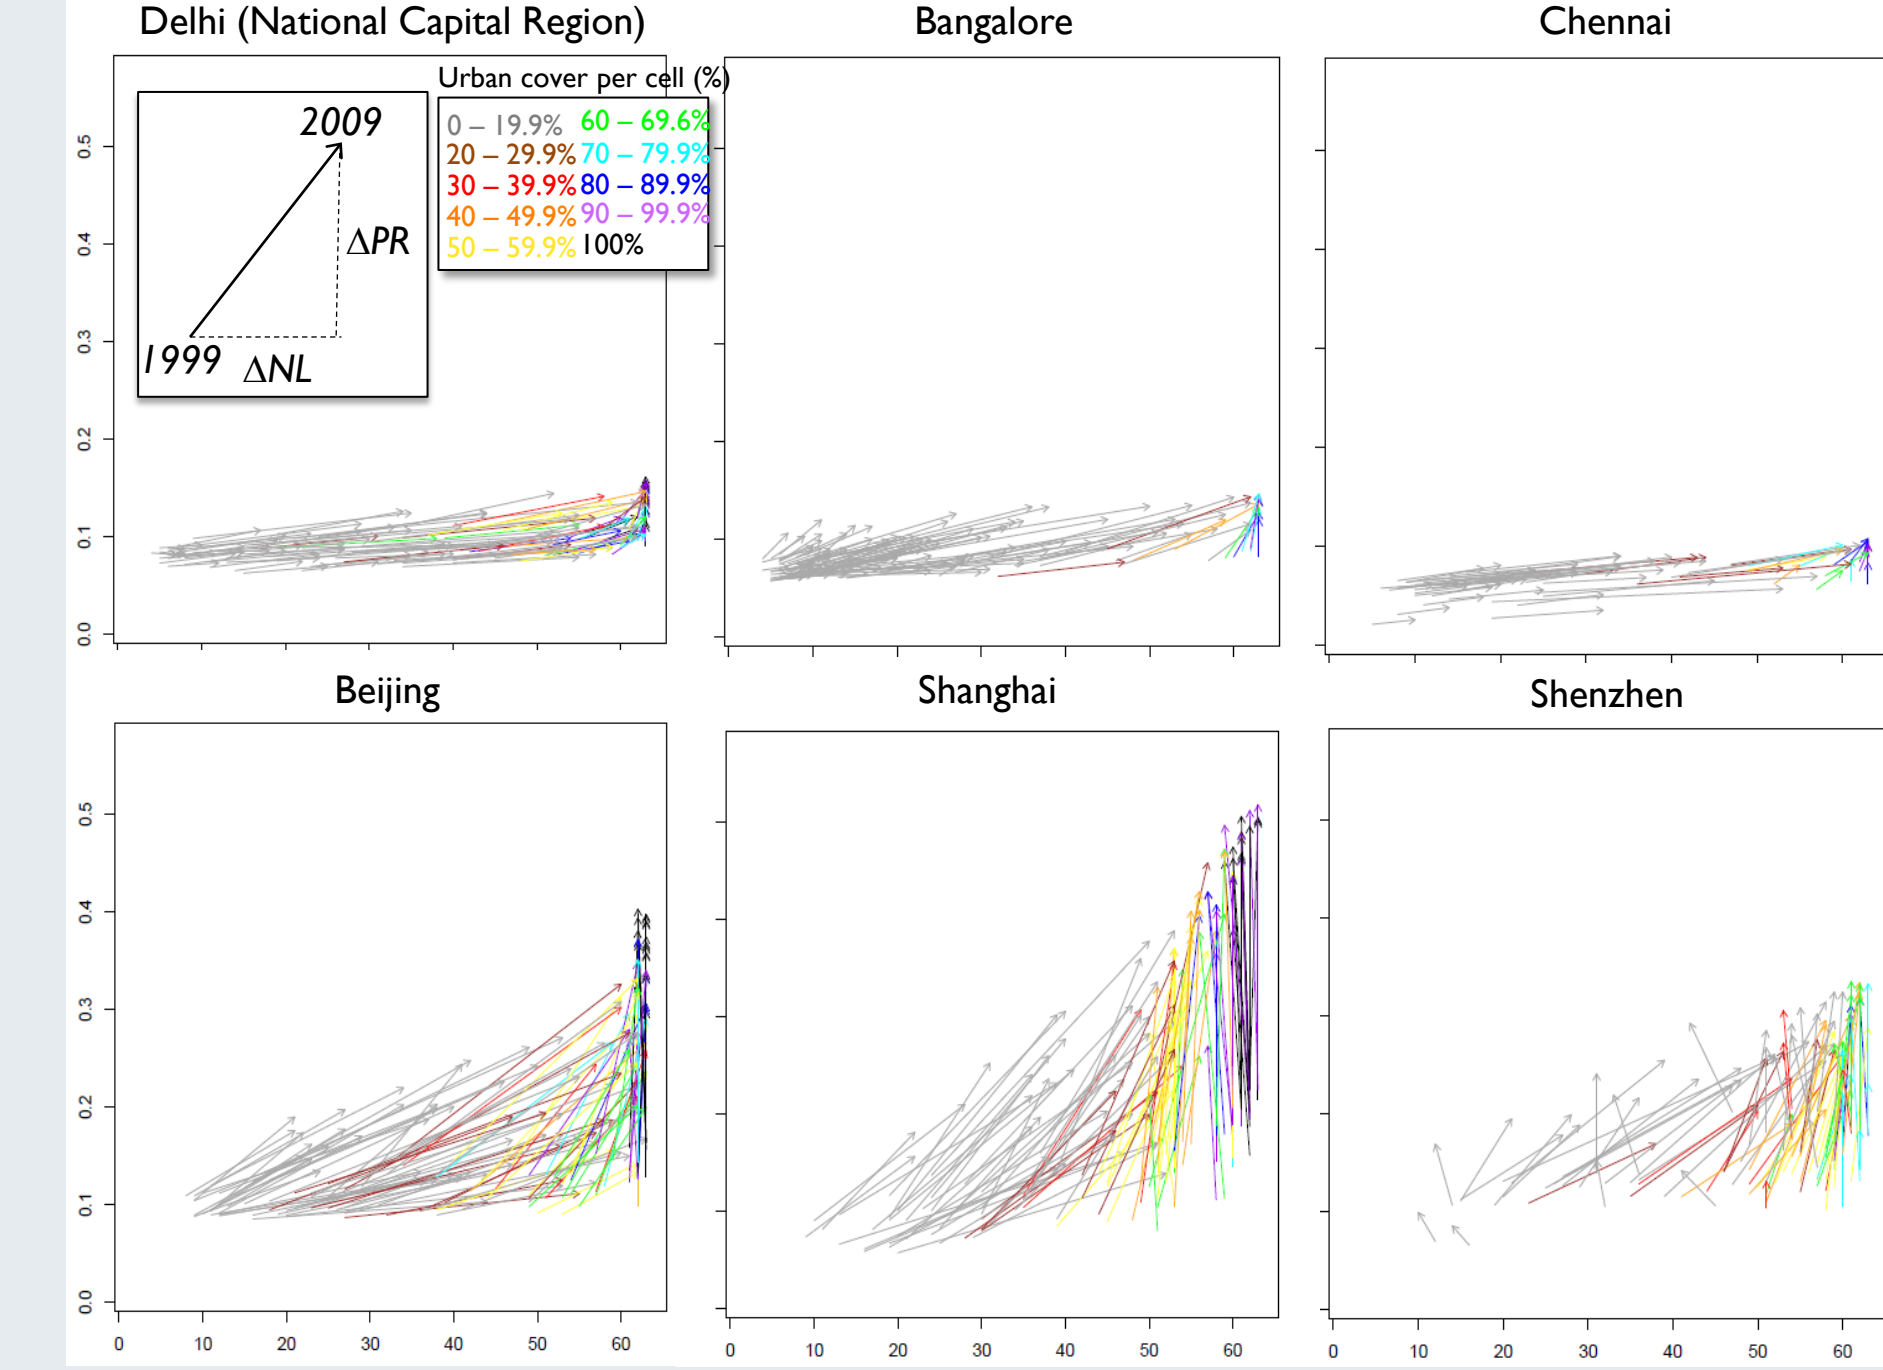 Delhi (National Capital Region)
Bangalore
Chennai
Urban cover per cell (%)
0 – 19.9% 60 – 69.6%
20 – 29.9% 70 – 79.9%
30 – 39.9% 80 – 89.9%
40 – 49.9% 90 – 99.9%
50 – 59.9% 100%
2009
ΔPR
1999
ΔNL
0.5
0.4
0.3
0.2
0.1
0.0
Beijing
Shanghai
Shenzhen
0.5
0.4
0.3
0.2
0.1
0.0
0 10 20 30 40 50 60
0 10 20 30 40 50 60
0 10 20 30 40 50 60